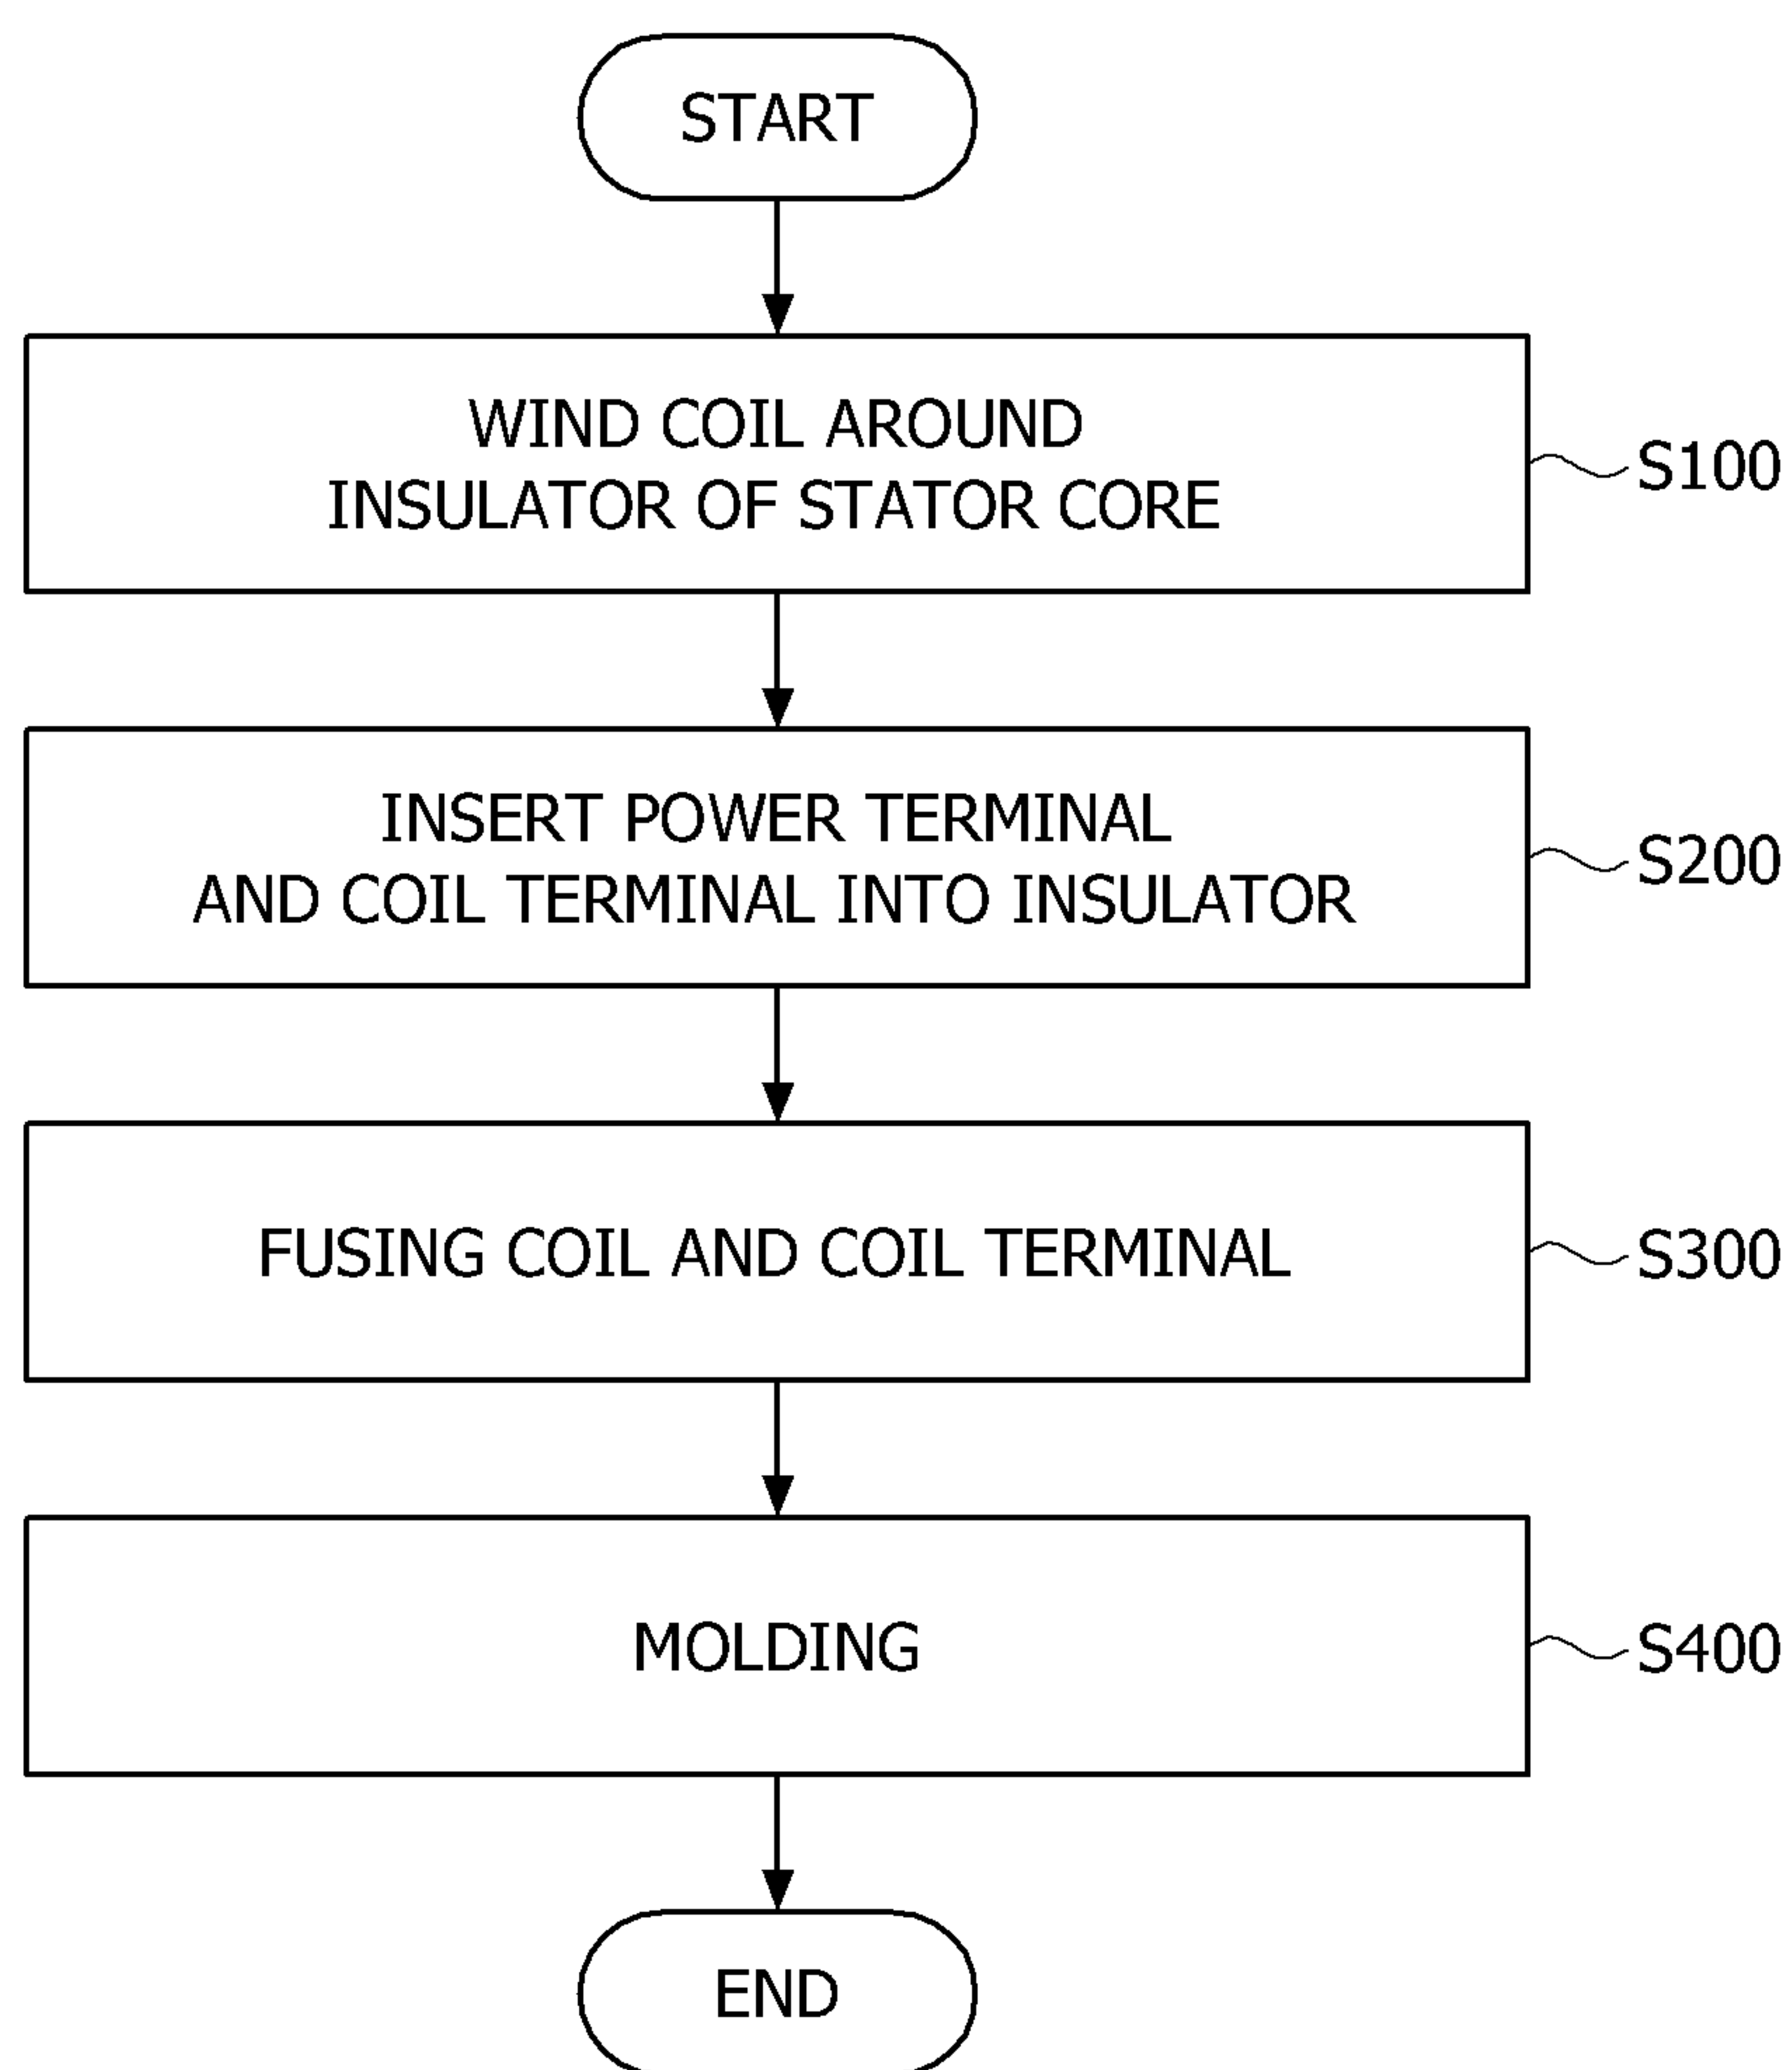 START
WIND COIL AROUND
INSULATOR OF STATOR CORE
S100
INSERT POWER TERMINAL
AND COIL TERMINAL INTO INSULATOR
S200
FUSING COIL AND COIL TERMINAL
S300
MOLDING
S400
END